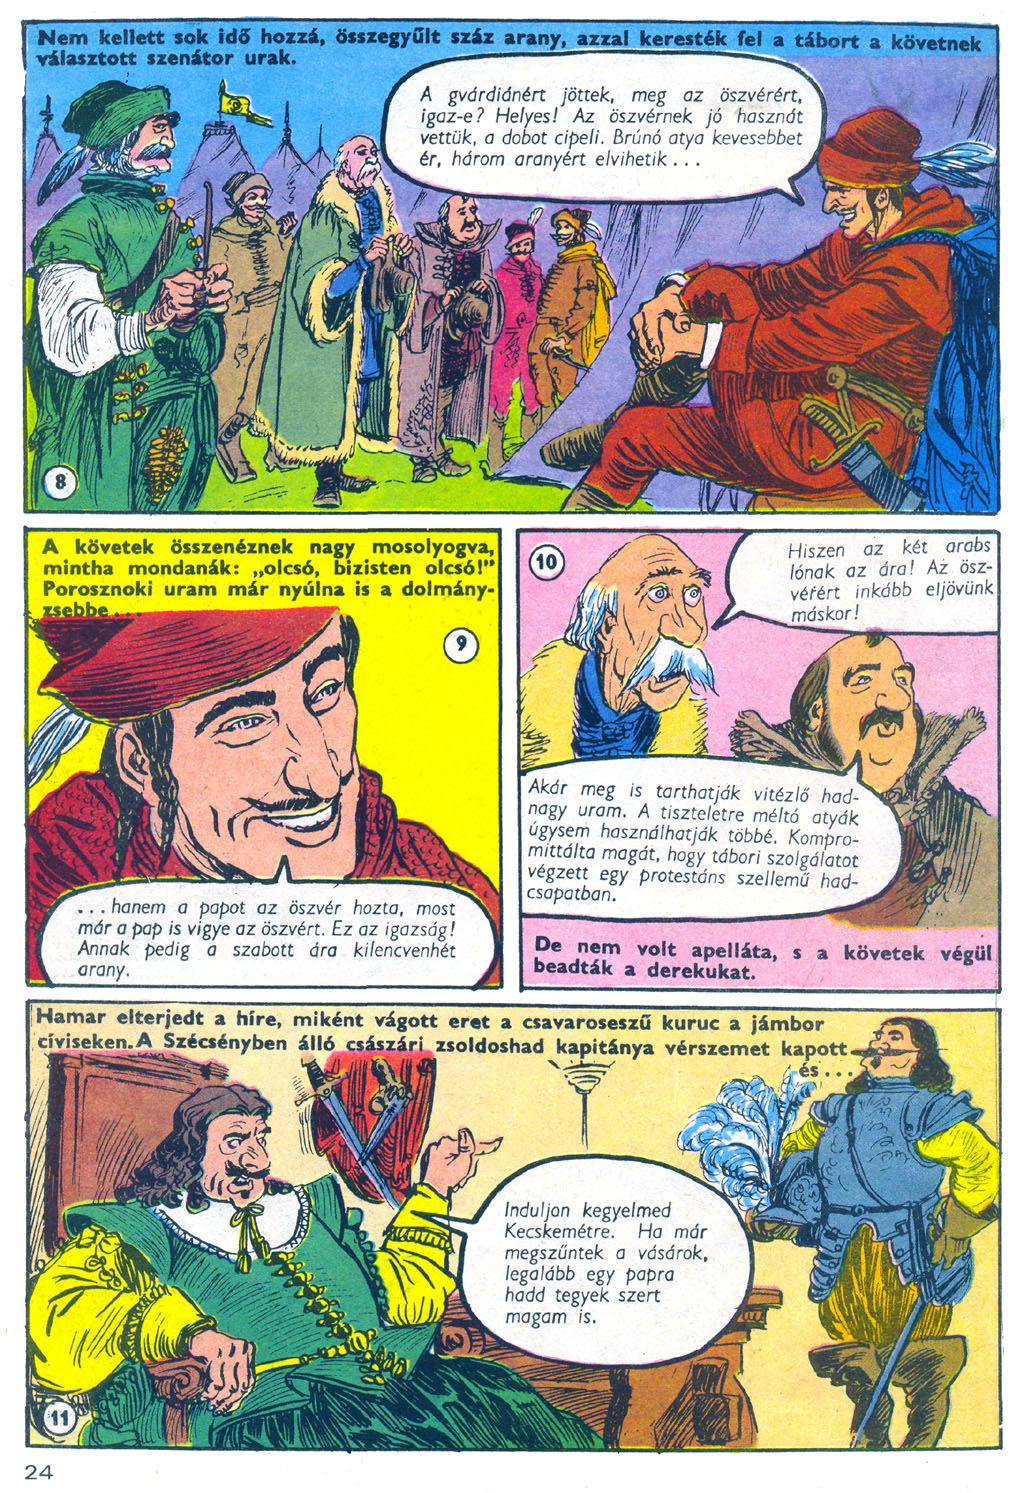 Nem kellett sok idő hozzá, összegyűlt száz arany, azzal keresték fel a tábort a követnek
választott szenátor urak.
A gvárdiánért jöttek, meg az öszvérért,
igaz-e? Helyes! Az öszvérnek jó hasznát
vettük, a dobot cipeli. Brúnó atya kevesebbet
ér, három aranyért elvihetik...
8
A követek összenéznek nagy mosolyogva,
mintha mondanák: „olcsó, bizisten olcsó!"
Porosznoki uram már nyúlna is a dolmány-
zsebbe...
9
...hanem a papot az öszvér hozta, most
már a pap is vigye az öszvért. Ez az igazság!
Annak pedig a szabott ára kilencvenhét
arany.
10
Hiszen az két arabs
lónak az ára! Az ösz-
vérért inkább eljövünk
máskor!
Akár meg is tarthatják vitézlő had-
nagy uram. A tiszteletre méltó atyák
úgysem használhatják többé. Kompro-
mittálta magát, hogy tábori szolgálatot
végzett egy protestáns szellemű had-
csapatban.
De nem volt apelláta, s a követek végül
beadták a derekukat.
Hamar elterjedt a híre, miként vágott eret a csavaroseszű kuruc a jámbor
civiseken. A Szécsényben álló császári zsoldoshad kapitánya vérszemet kapott
és...
Induljon kegyelmed
Kecskemétre. Ha már
megszűntek a vásárok,
legalább egy papra
hadd tegyek szert
magam is.
11
24